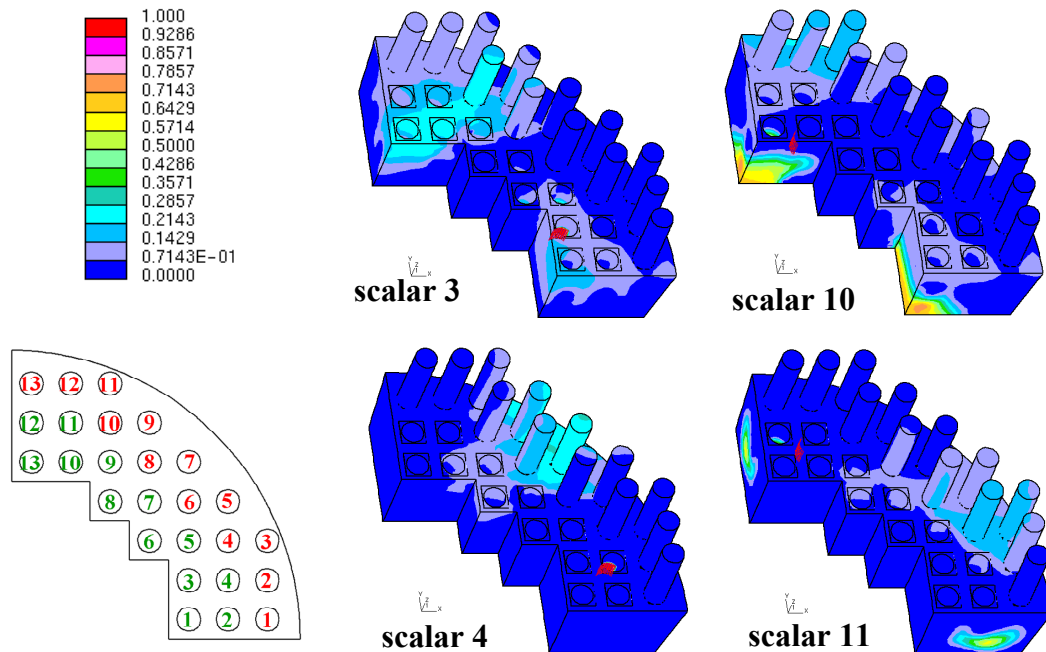 1.000
0.9286
0.8571
0.7857
0.7143
0.6429
0.5714
0.5000
0.4286
0.3571
0.2857
0.2143
0.1429
0.7143E-01
0.0000
Y Z X
scalar 3
Y Z X
scalar 10
13 12 11
12 11 10 9
13 10 9 8 7
8 7 6 5
6 5 4 3
3 4 2
1 2 1
Y Z X
scalar 4
Y Z X
scalar 11